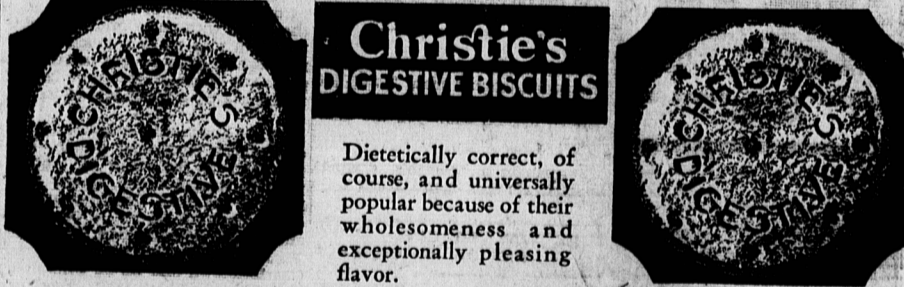 CHRISTIE'S
DIGESTIVE
Christie's
DIGESTIVE BISCUITS
Dietetically correct, of
course, and universally
popular because of their
wholesomeness and
exceptionally pleasing
flavor.
CHRISTIE'S
DIGESTIVE